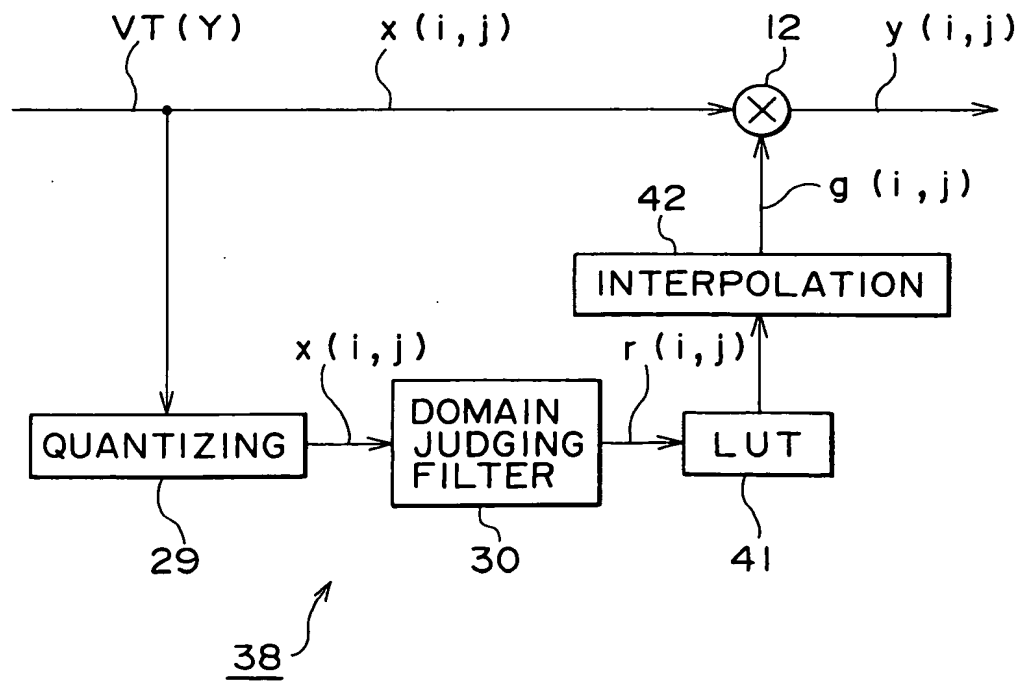 VT(Y) x(i,j) 12 y(i,j)
g(i,j)
42
INTERPOLATION
x(i,j) r(i,j)
QUANTIZING
DOMAIN
JUDGING
FILTER
LUT
29 30 41
38